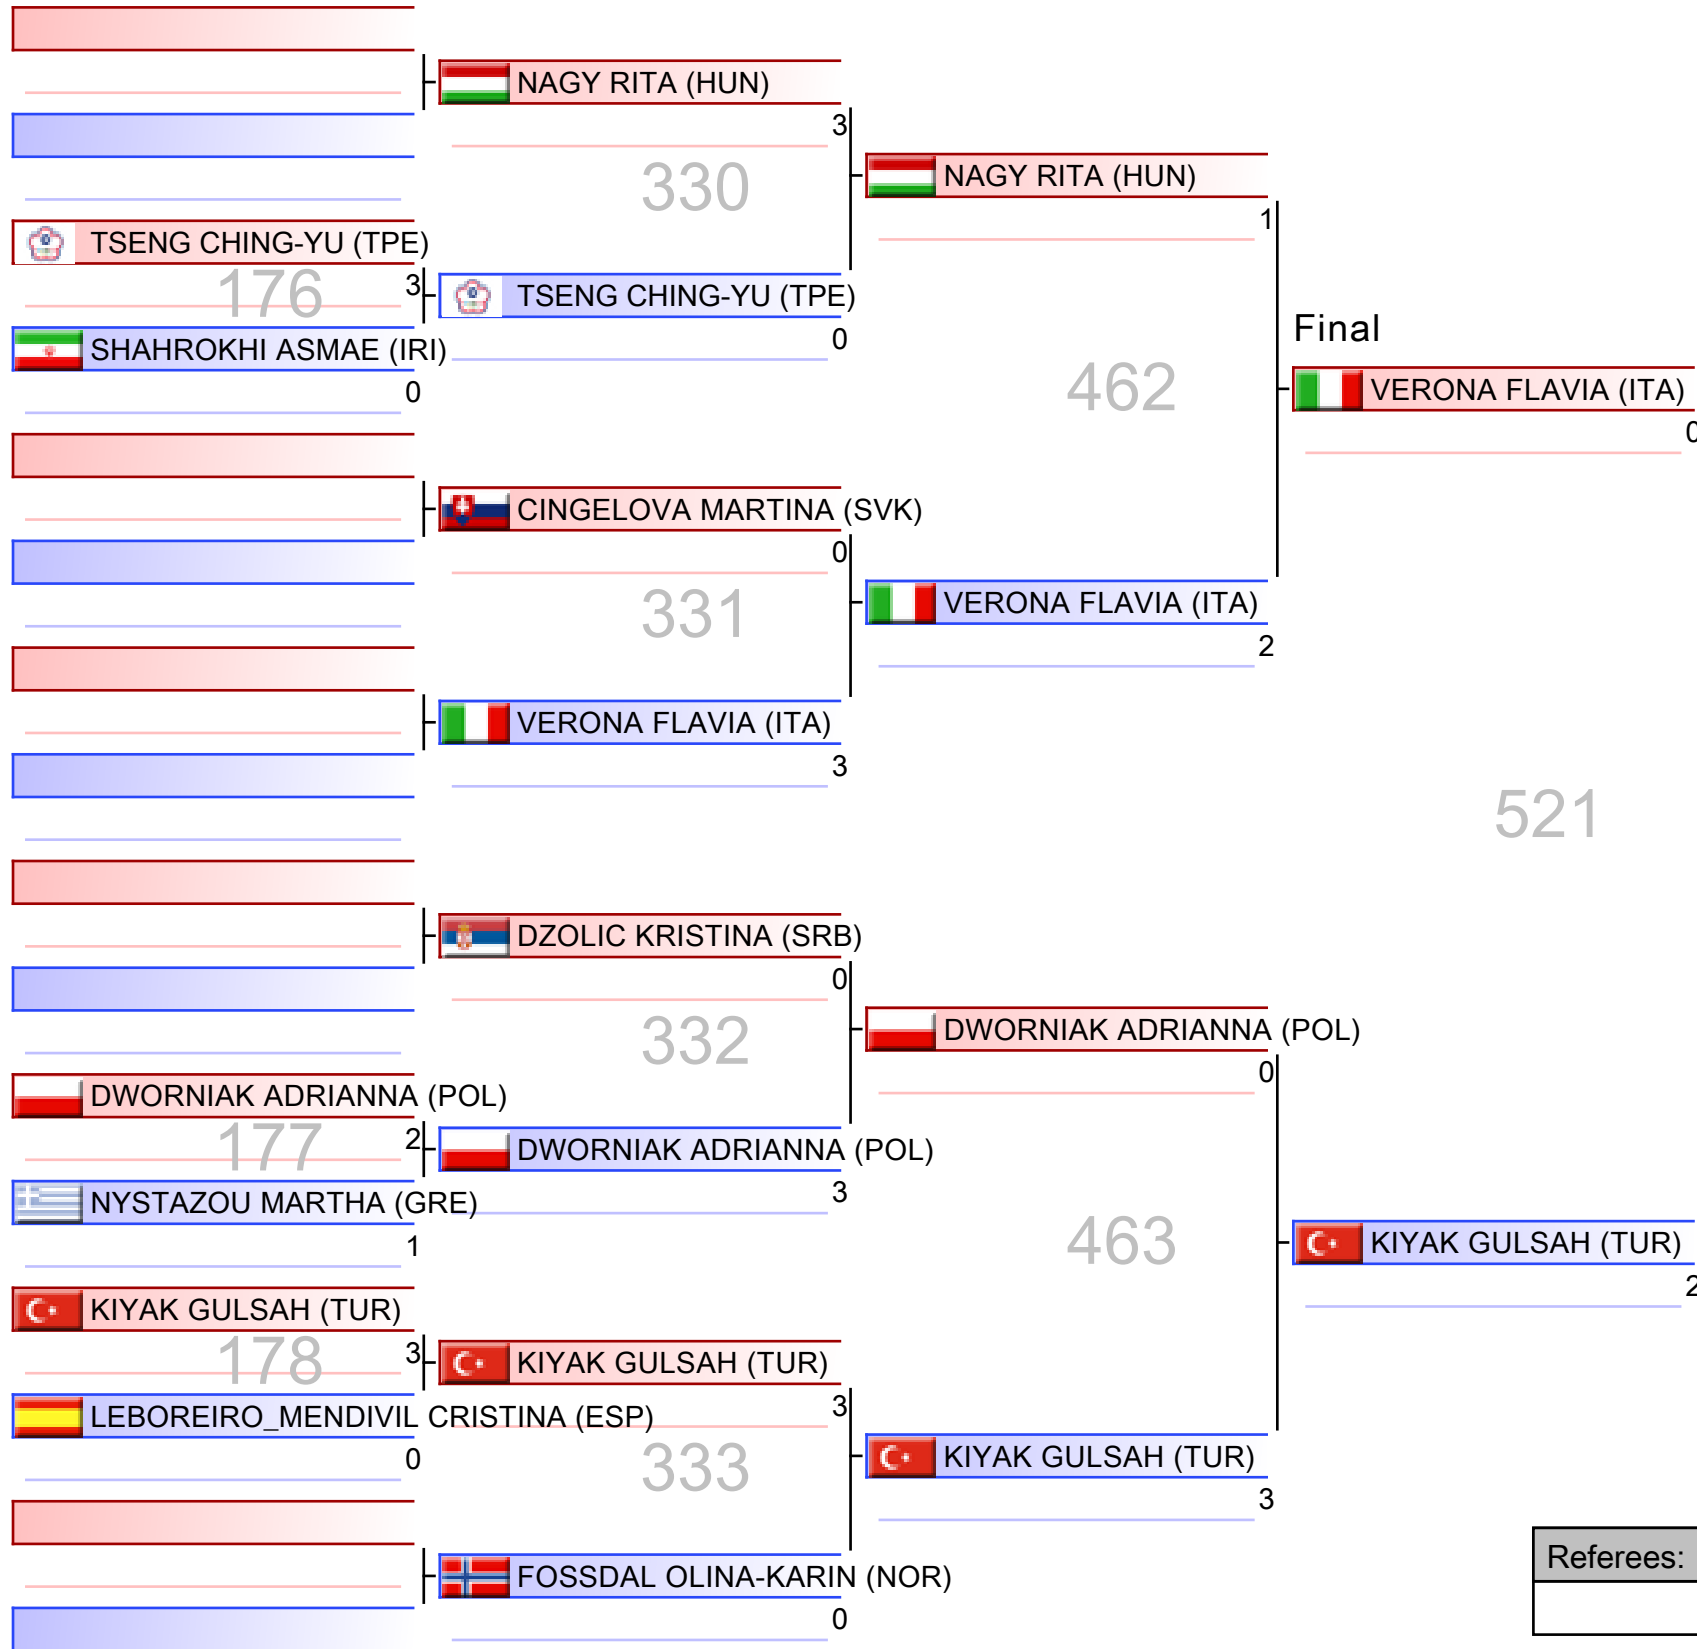 NAGY RITA (HUN)
3
330
NAGY RITA (HUN)
1
TSENG CHING-YU (TPE)
176
3
TSENG CHING-YU (TPE)
0
SHAHROKHI ASMAE (IRI)
0
462
Final
VERONA FLAVIA (ITA)
0
CINGELOVA MARTINA (SVK)
0
331
VERONA FLAVIA (ITA)
2
VERONA FLAVIA (ITA)
3
521
DZOLIC KRISTINA (SRB)
0
332
DWORNIAK ADRIANNA (POL)
0
DWORNIAK ADRIANNA (POL)
177
2
DWORNIAK ADRIANNA (POL)
3
NYSTAZOU MARTHA (GRE)
1
463
KIYAK GULSAH (TUR)
2
KIYAK GULSAH (TUR)
178
3
KIYAK GULSAH (TUR)
3
LEBOREIRO_MENDIVIL CRISTINA (ESP)
0
333
KIYAK GULSAH (TUR)
3
FOSSDAL OLINA-KARIN (NOR)
0
Referees: